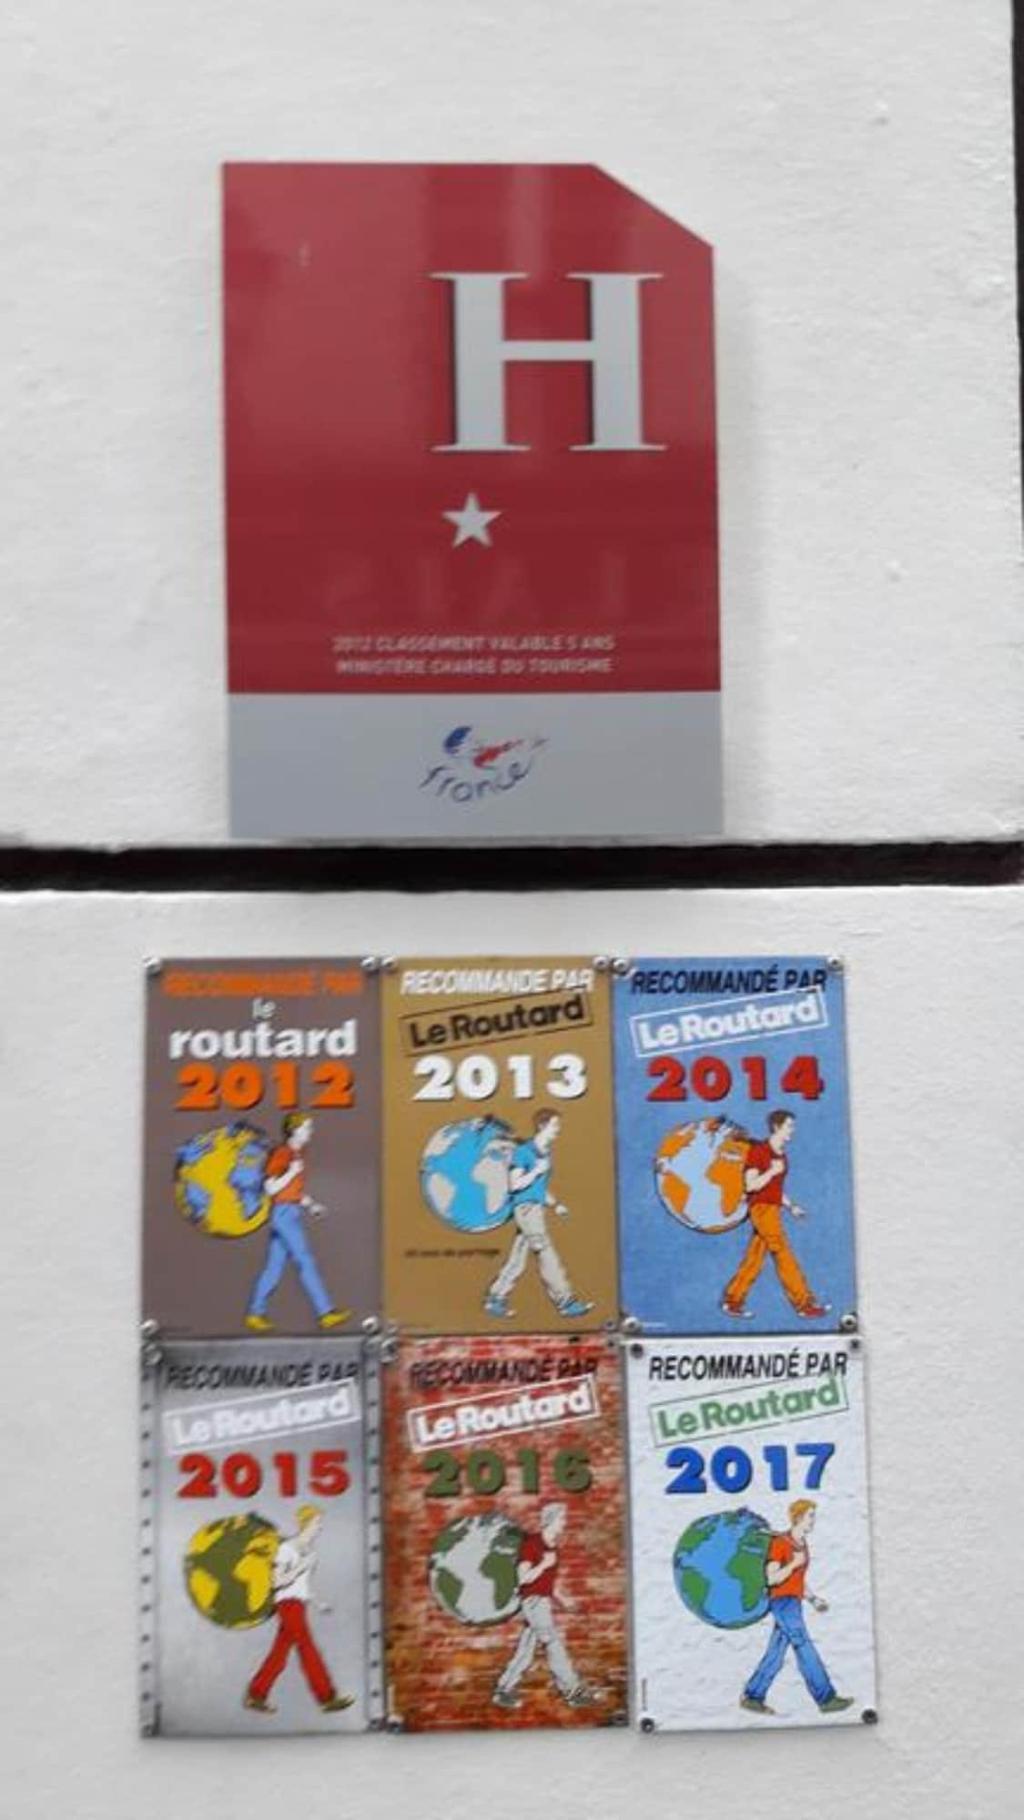 H
2012 CLASSEMENT VALABLE 5 ANS
MINISTÈRE CHARGÉ DU TOURISME
france
RECOMMANDÉ PAR
le
routard
2012
RECOMMANDÉ PAR
Le Routard
2013
RECOMMANDÉ PAR
Le Routard
2014
RECOMMANDÉ PAR
Le Routard
2015
RECOMMANDÉ PAR
Le Routard
2016
RECOMMANDÉ PAR
Le Routard
2017